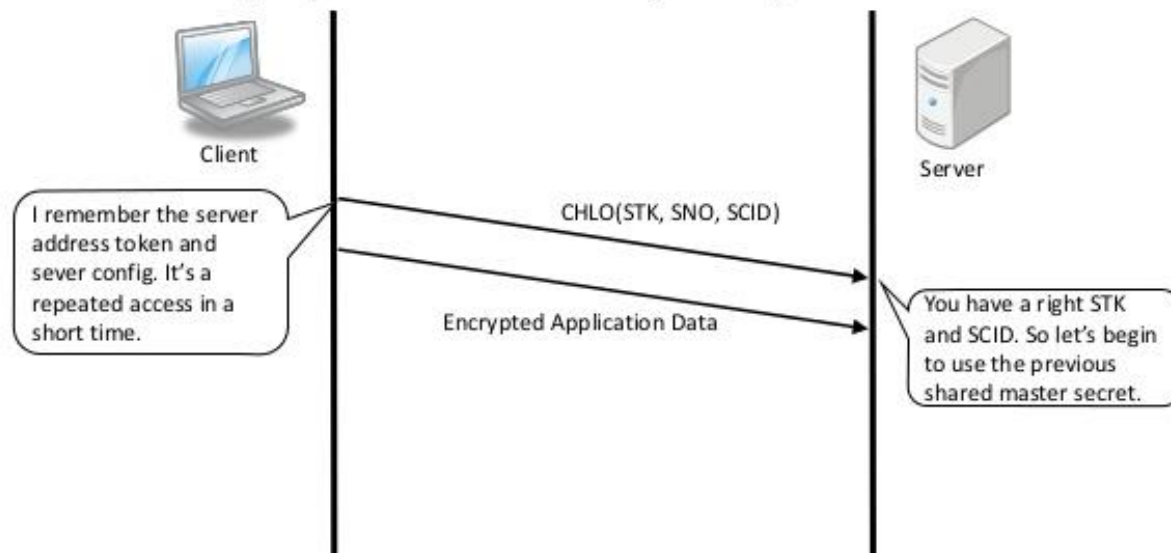 Client
Server
I remember the server
address token and
sever config. It's a
repeated access in a
short time.
CHLO(STK, SNO, SCID)
Encrypted Application Data
You have a right STK
and SCID. So let's begin
to use the previous
shared master secret.